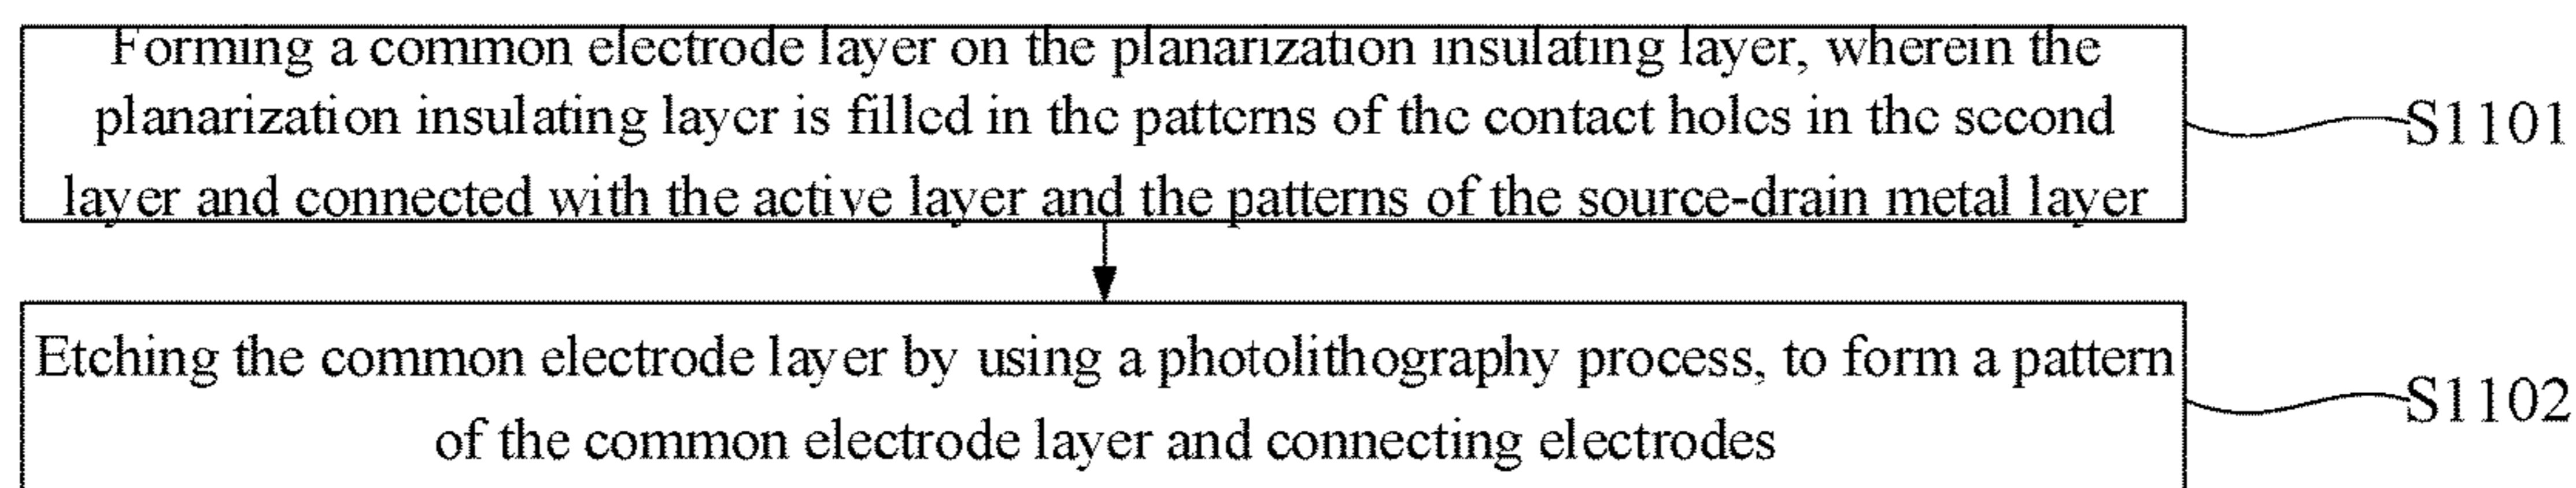 Forming a common electrode layer on the planarization insulating layer, wherein the
planarization insulating layer is filled in the patterns of the contact holes in the second
layer and connected with the active layer and the patterns of the source-drain metal layer
S1101
Etching the common electrode layer by using a photolithography process, to form a pattern
of the common electrode layer and connecting electrodes
S1102